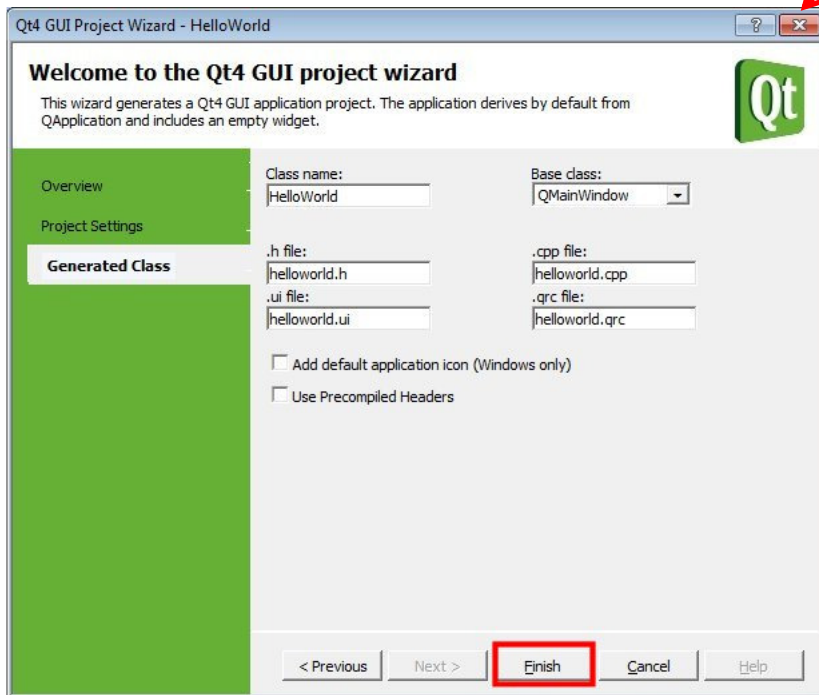 Qt4 GUI Project Wizard - HelloWorld
?
Welcome to the Qt4 GUI project wizard
This wizard generates a Qt4 GUI application project. The application derives by default from
QApplication and includes an empty widget.
Qt
Overview
Project Settings
Generated Class
Class name:
Base class:
HelloWorld
QMainWindow
.h file:
.cpp file:
helloworld.h
helloworld.cpp
.ui file:
.qrc file:
helloworld.ui
helloworld.qrc
Add default application icon (Windows only)
Use Precompiled Headers
< Previous
Next >
Finish
Cancel
Help